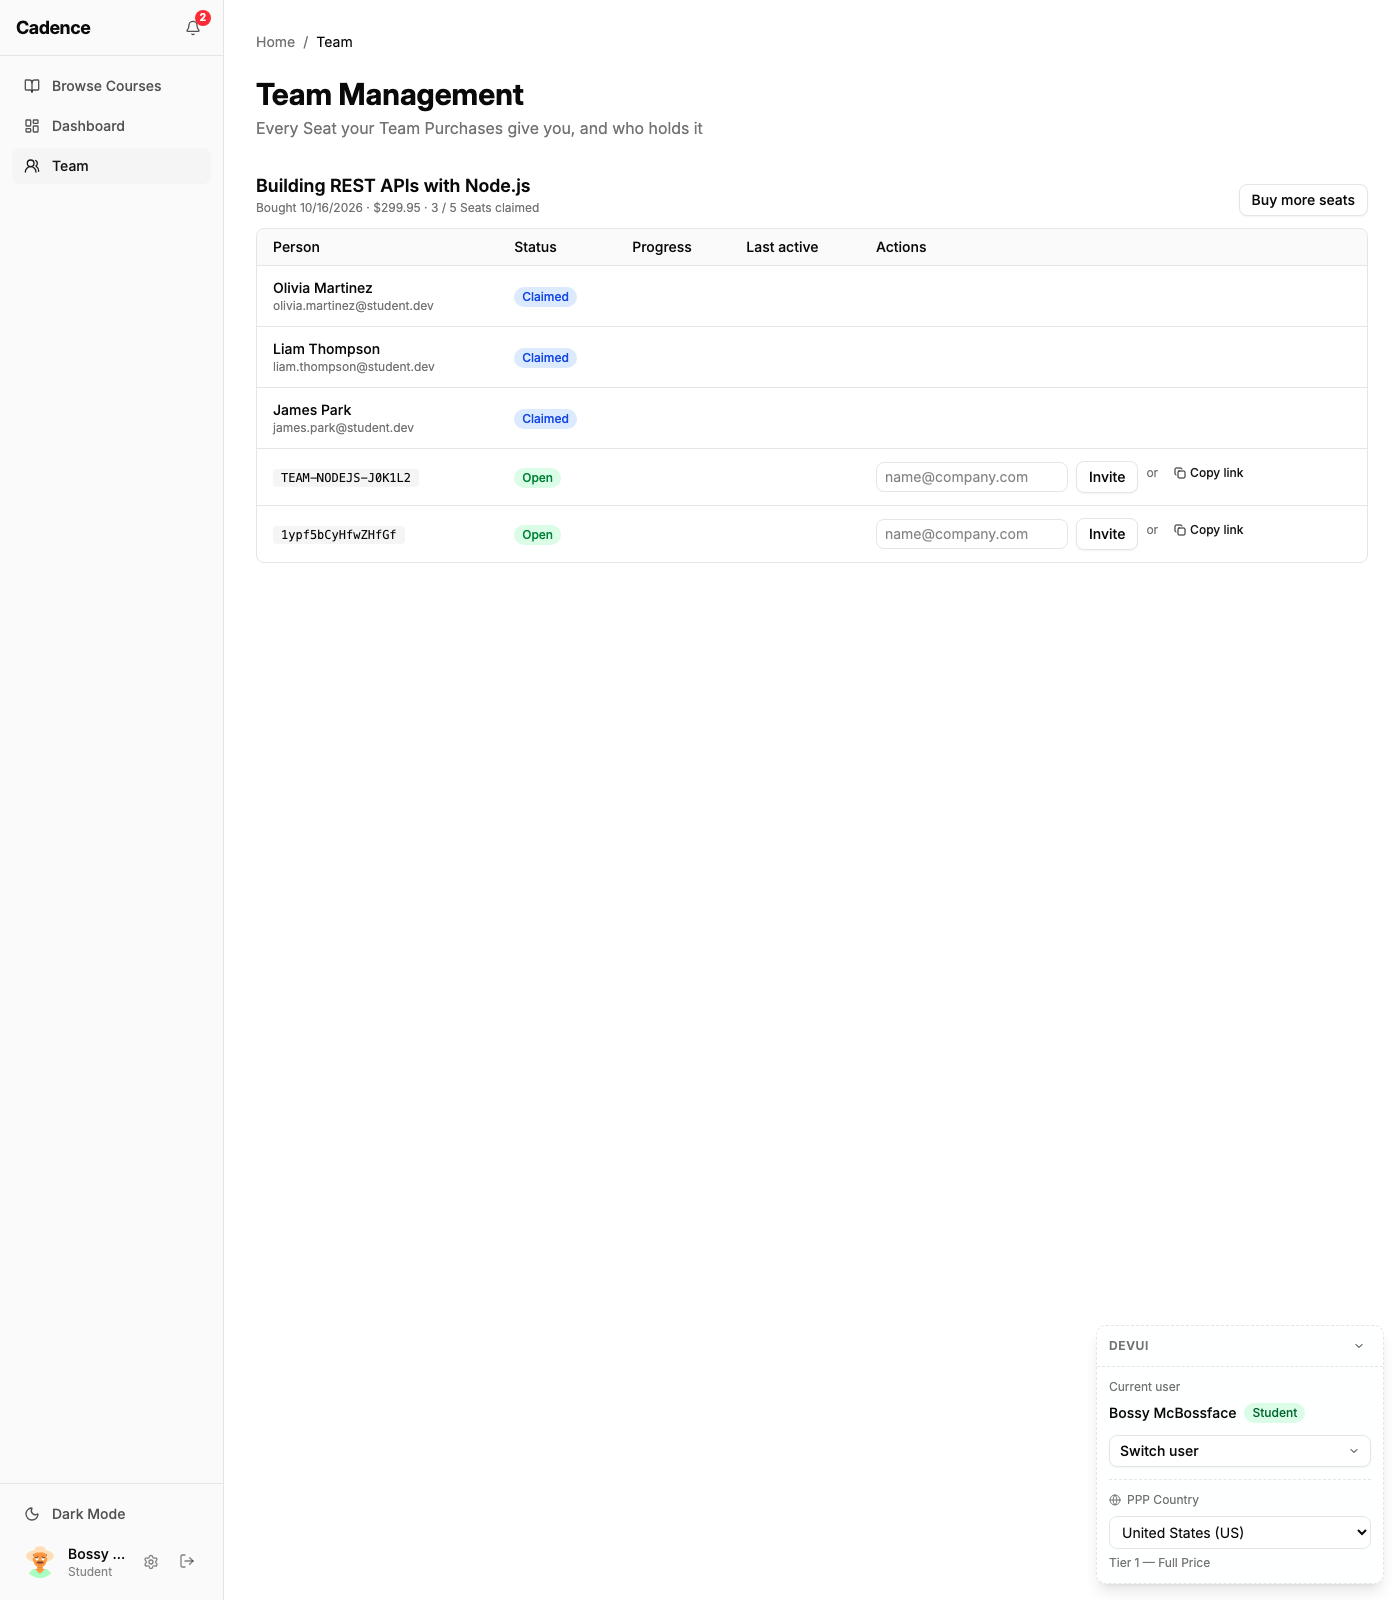 Cadence
2
Browse Courses
Dashboard
Team
Home / Team
Team Management
Every Seat your Team Purchases give you, and who holds it
Building REST APIs with Node.js
Bought 10/16/2026 · $299.95 · 3 / 5 Seats claimed
Buy more seats
Person Status Progress Last active Actions
Olivia Martinez
olivia.martinez@student.dev
Claimed
Liam Thompson
liam.thompson@student.dev
Claimed
James Park
james.park@student.dev
Claimed
TEAM-NODEJS-J0K1L2 Open name@company.com Invite or Copy link
1ypf5bCyHfwZHfGf Open name@company.com Invite or Copy link
DEVUI
Current user
Bossy McBossface Student
Switch user
PPP Country
United States (US)
Tier 1 — Full Price
Dark Mode
Bossy ...
Student